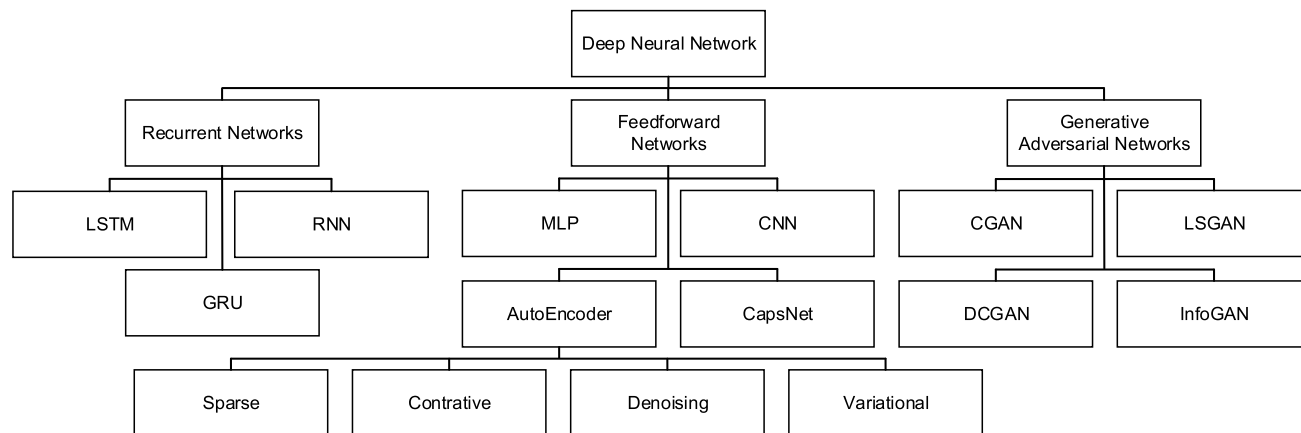 Deep Neural Network
Recurrent Networks
Feedforward
Networks
Generative
Adversarial Networks
LSTM
RNN
MLP
CNN
CGAN
LSGAN
GRU
AutoEncoder
CapsNet
DCGAN
InfoGAN
Sparse
Contrative
Denoising
Variational